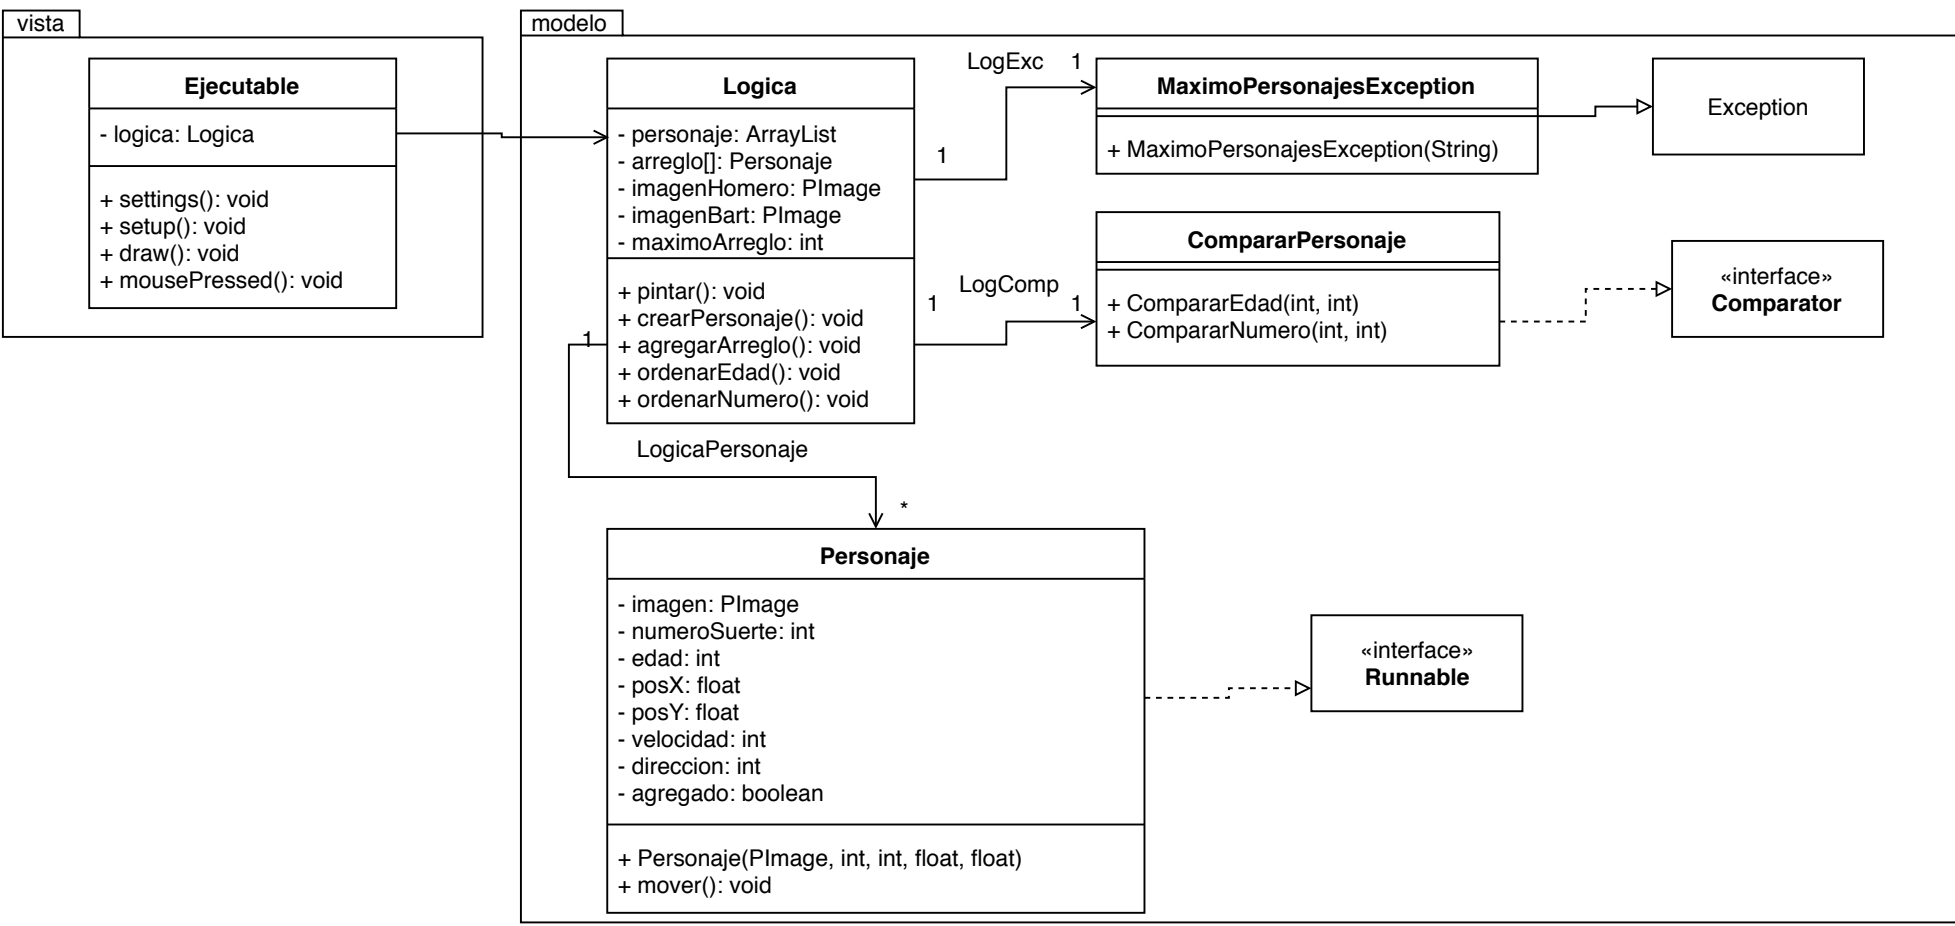 vista
Ejecutable
- logica: Logica
+ settings(): void
+ setup(): void
+ draw(): void
+ mousePressed(): void
modelo
Logica
- personaje: ArrayList
- arreglo[]: Personaje
- imagenHomero: PImage
- imagenBart: PImage
- maximoArreglo: int
+ pintar(): void
+ crearPersonaje(): void
+ agregarArreglo(): void
+ ordenarEdad(): void
+ ordenarNumero(): void
LogExc
1
1
MaximoPersonajesException
+ MaximoPersonajesException(String)
Exception
LogComp
1
1
CompararPersonaje
+ CompararEdad(int, int)
+ CompararNumero(int, int)
«interface»
Comparator
1
LogicaPersonaje
*
Personaje
- imagen: PImage
- numeroSuerte: int
- edad: int
- posX: float
- posY: float
- velocidad: int
- direccion: int
- agregado: boolean
+ Personaje(PImage, int, int, float, float)
+ mover(): void
«interface»
Runnable